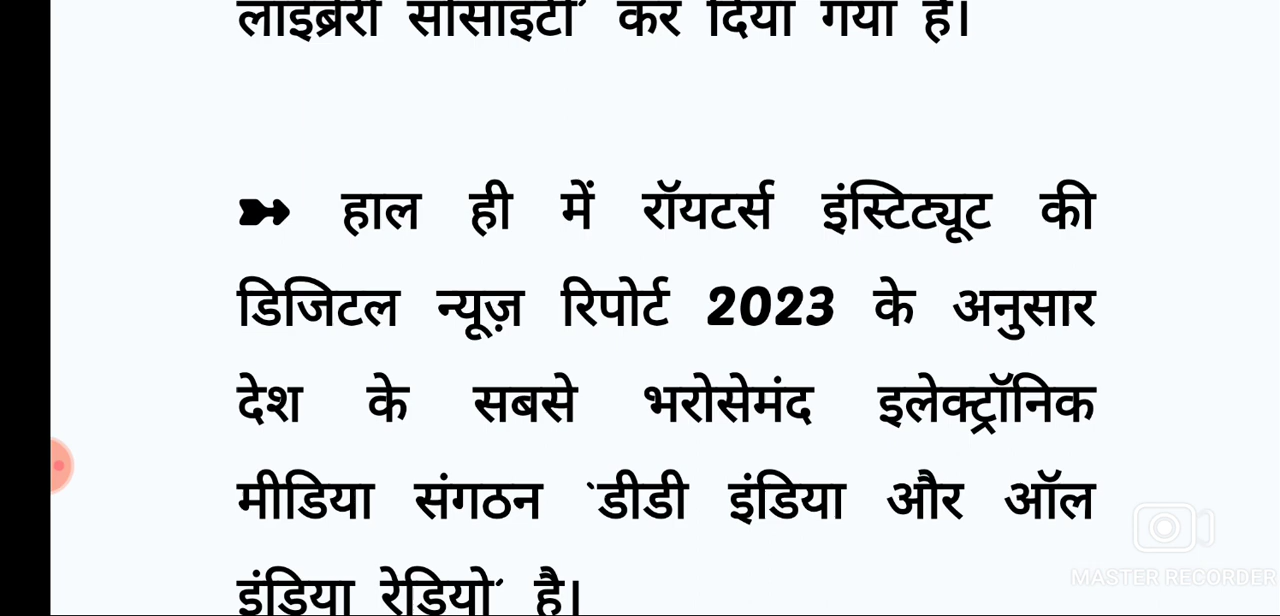 लाइब्रेरी सोसाइटी´ कर दिया गया है।
➽ हाल ही में रॉयटर्स इंस्टिट्यूट की
डिजिटल न्यूज़ रिपोर्ट 2023 के अनुसार
देश के सबसे भरोसेमंद इलेक्ट्रॉनिक
मीडिया संगठन `डीडी इंडिया और ऑल
इंडिया रेडियो´ है।
MASTER RECORDER